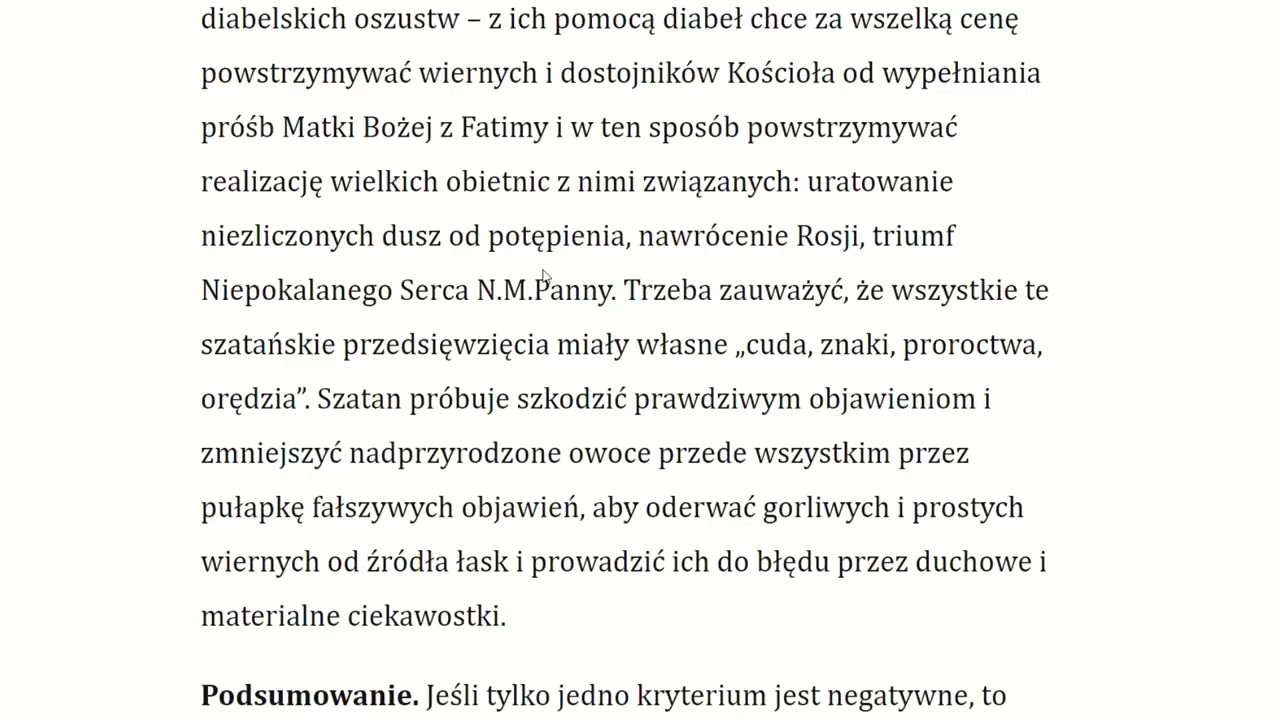 diabelskich oszustw – z ich pomocą diabeł chce za wszelką cenę
powstrzymywać wiernych i dostojników Kościoła od wypełniania
próśb Matki Bożej z Fatimy i w ten sposób powstrzymywać
realizację wielkich obietnic z nimi związanych: uratowanie
niezliczonych dusz od potępienia, nawrócenie Rosji, triumf
Niepokalanego Serca N.M.Panny. Trzeba zauważyć, że wszystkie te
szatańskie przedsięwzięcia miały własne „cuda, znaki, proroctwa,
orędzia”. Szatan próbuje szkodzić prawdziwym objawieniom i
zmniejszyć nadprzyrodzone owoce przede wszystkim przez
pułapkę fałszywych objawień, aby oderwać gorliwych i prostych
wiernych od źródła łask i prowadzić ich do błędu przez duchowe i
materialne ciekawostki.
Podsumowanie. Jeśli tylko jedno kryterium jest negatywne, to